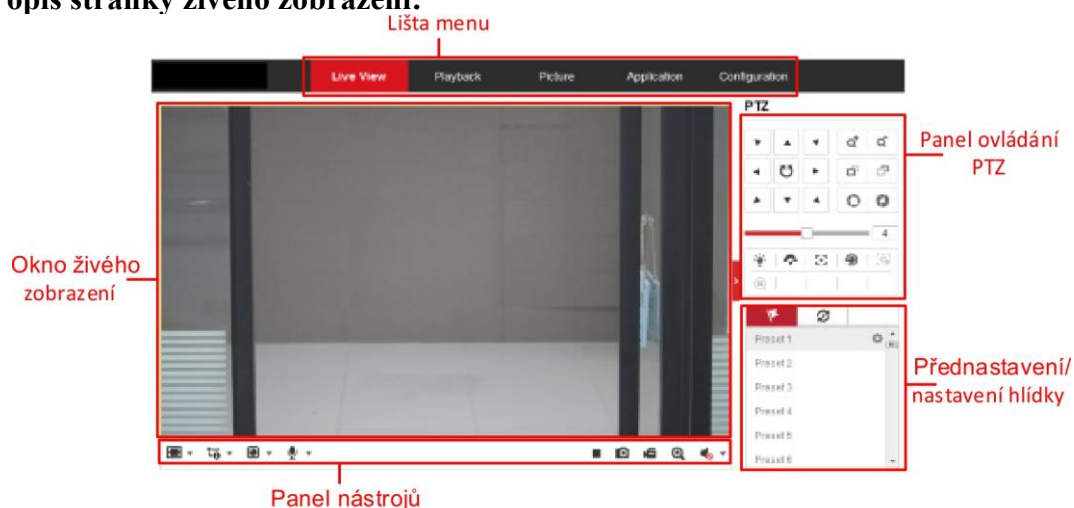 opis stránky živého zobrazení:
Lišta menu
Live View Playback Picture Application Configuration
PTZ
Panel ovládání
PTZ
4
Okno živého
zobrazení
Preset 1
Preset 2
Preset 3
Preset 4
Preset 5
Preset 6
Přednastavení/
nastavení hlídky
Panel nástrojů